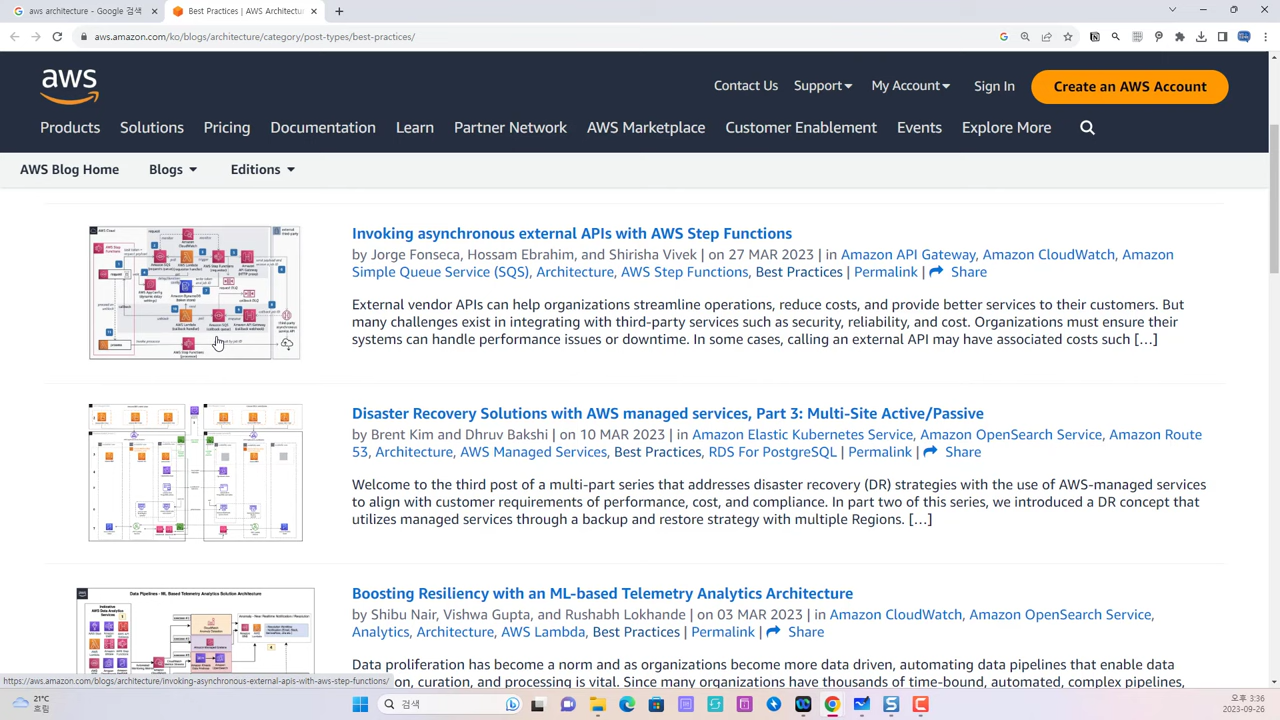 aws architecture - Google 검색
Best Practices | AWS Architectur
aws.amazon.com/ko/blogs/architecture/category/post-types/best-practices/
aws
Contact Us Support My Account Sign In Create an AWS Account
Products Solutions Pricing Documentation Learn Partner Network AWS Marketplace Customer Enablement Events Explore More
AWS Blog Home Blogs Editions
Invoking asynchronous external APIs with AWS Step Functions
by Jorge Fonseca, Hossam Ebrahim, and Shirisha Vivek | on 27 MAR 2023 | in Amazon API Gateway, Amazon CloudWatch, Amazon
Simple Queue Service (SQS), Architecture, AWS Step Functions, Best Practices | Permalink | Share
External vendor APIs can help organizations streamline operations, reduce costs, and provide better services to their customers. But
many challenges exist in integrating with third-party services such as security, reliability, and cost. Organizations must ensure their
systems can handle performance issues or downtime. In some cases, calling an external API may have associated costs such […]
Disaster Recovery Solutions with AWS managed services, Part 3: Multi-Site Active/Passive
by Brent Kim and Dhruv Bakshi | on 10 MAR 2023 | in Amazon Elastic Kubernetes Service, Amazon OpenSearch Service, Amazon Route
53, Architecture, AWS Managed Services, Best Practices, RDS For PostgreSQL | Permalink | Share
Welcome to the third post of a multi-part series that addresses disaster recovery (DR) strategies with the use of AWS-managed services
to align with customer requirements of performance, cost, and compliance. In part two of this series, we introduced a DR concept that
utilizes managed services through a backup and restore strategy with multiple Regions. […]
Data Pipelines - ML Based Telemetry Analytics Solution Architecture
Boosting Resiliency with an ML-based Telemetry Analytics Architecture
by Shibu Nair, Vishwa Gupta, and Rushabh Lokhande | on 03 MAR 2023 | in Amazon CloudWatch, Amazon OpenSearch Service,
Analytics, Architecture, AWS Lambda, Best Practices | Permalink | Share
Data proliferation has become a norm and as organizations become more data driven, automating data pipelines that enable data
on, curation, and processing is vital. Since many organizations have thousands of time-bound, automated, complex pipelines,
https://aws.amazon.com/blogs/architecture/invoking-asynchronous-external-apis-with-aws-step-functions/
21°C
흐림
검색
오후 3:36
2023-09-26